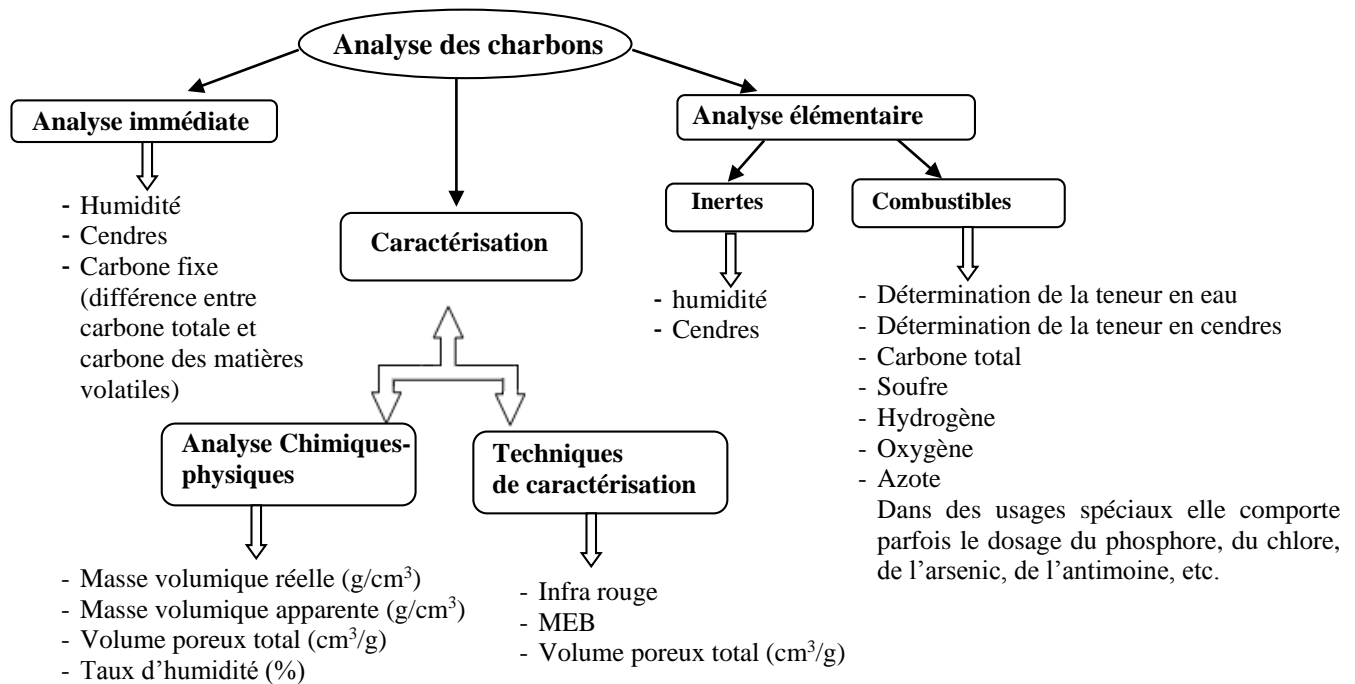 Analyse des charbons
Analyse immédiate
- Humidité
- Cendres
- Carbone fixe
(différence entre
carbone totale et
carbone des matières
volatiles)
Caractérisation
Analyse Chimiques-
physiques
- Masse volumique réelle (g/cm³)
- Masse volumique apparente (g/cm³)
- Volume poreux total (cm³/g)
- Taux d’humidité (%)
Techniques
de caractérisation
- Infra rouge
- MEB
- Volume poreux total (cm³/g)
Analyse élémentaire
Inertes
- humidité
- Cendres
Combustibles
- Détermination de la teneur en eau
- Détermination de la teneur en cendres
- Carbone total
- Soufre
- Hydrogène
- Oxygène
- Azote
Dans des usages spéciaux elle comporte
parfois le dosage du phosphore, du chlore,
de l’arsenic, de l’antimoine, etc.